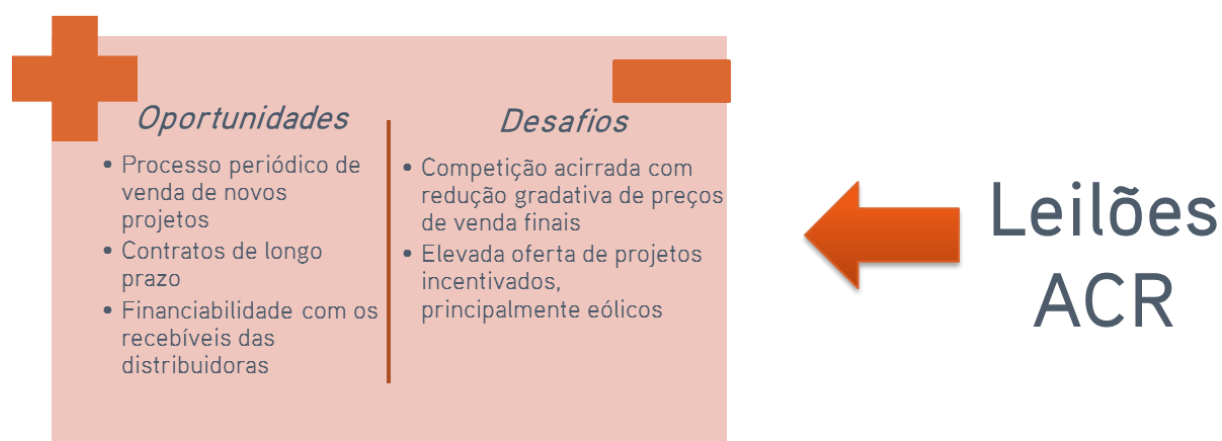 Oportunidades
• Processo periódico de
venda de novos
projetos
• Contratos de longo
prazo
• Financiabilidade com os
recebíveis das
distribuidoras
Desafios
• Competição acirrada com
redução gradativa de preços
de venda finais
• Elevada oferta de projetos
incentivados,
principalmente eólicos
Leilões
ACR